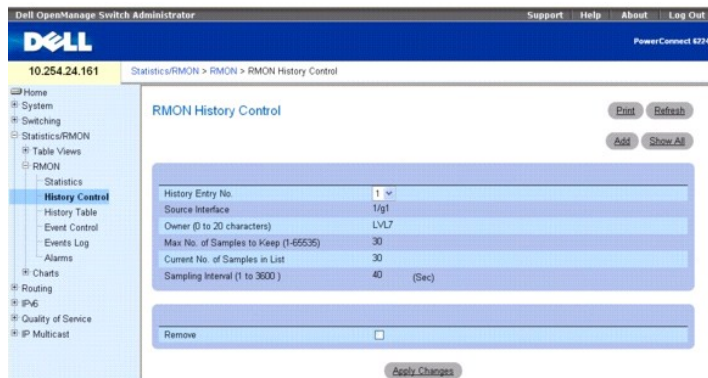 Dell OpenManage Switch Administrator
Support Help About Log Out
DELL
PowerConnect 6224
10.254.24.161
Statistics/RMON > RMON > RMON History Control
Home
System
Switching
Statistics/RMON
Table Views
RMON
Statistics
History Control
History Table
Event Control
Events Log
Alarms
Charts
Routing
IPv6
Quality of Service
IP Multicast
RMON History Control
Print Refresh
Add Show All
History Entry No. 1
Source Interface 1/g1
Owner (0 to 20 characters) LVL7
Max No. of Samples to Keep (1-65535) 30
Current No. of Samples in List 30
Sampling Interval (1 to 3600 ) 40 (Sec)
Remove
Apply Changes